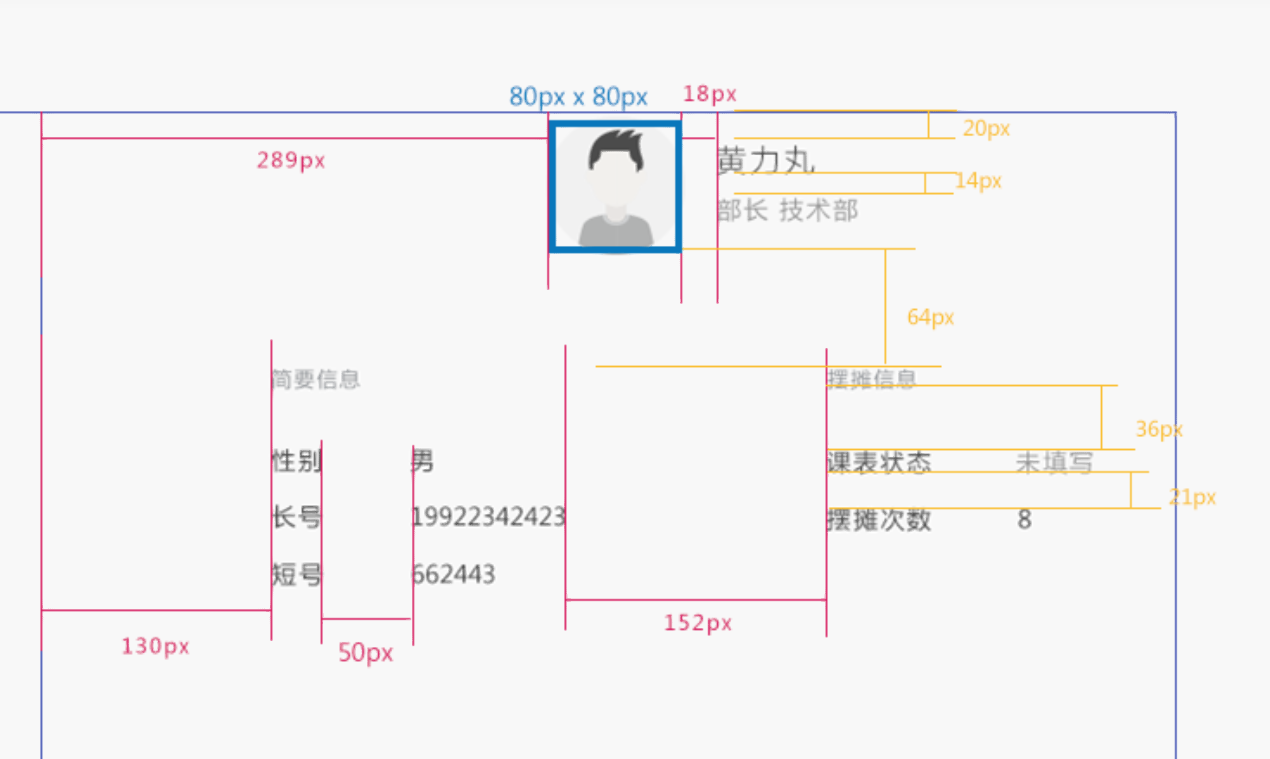 80px x 80px 18px
20px
289px
黄力丸
14px
部长 技术部
64px
简要信息 摆摊信息
36px
性别 男 课表状态 未填写
21px
长号 19922342423 摆摊次数 8
短号 662443
152px
130px 50px